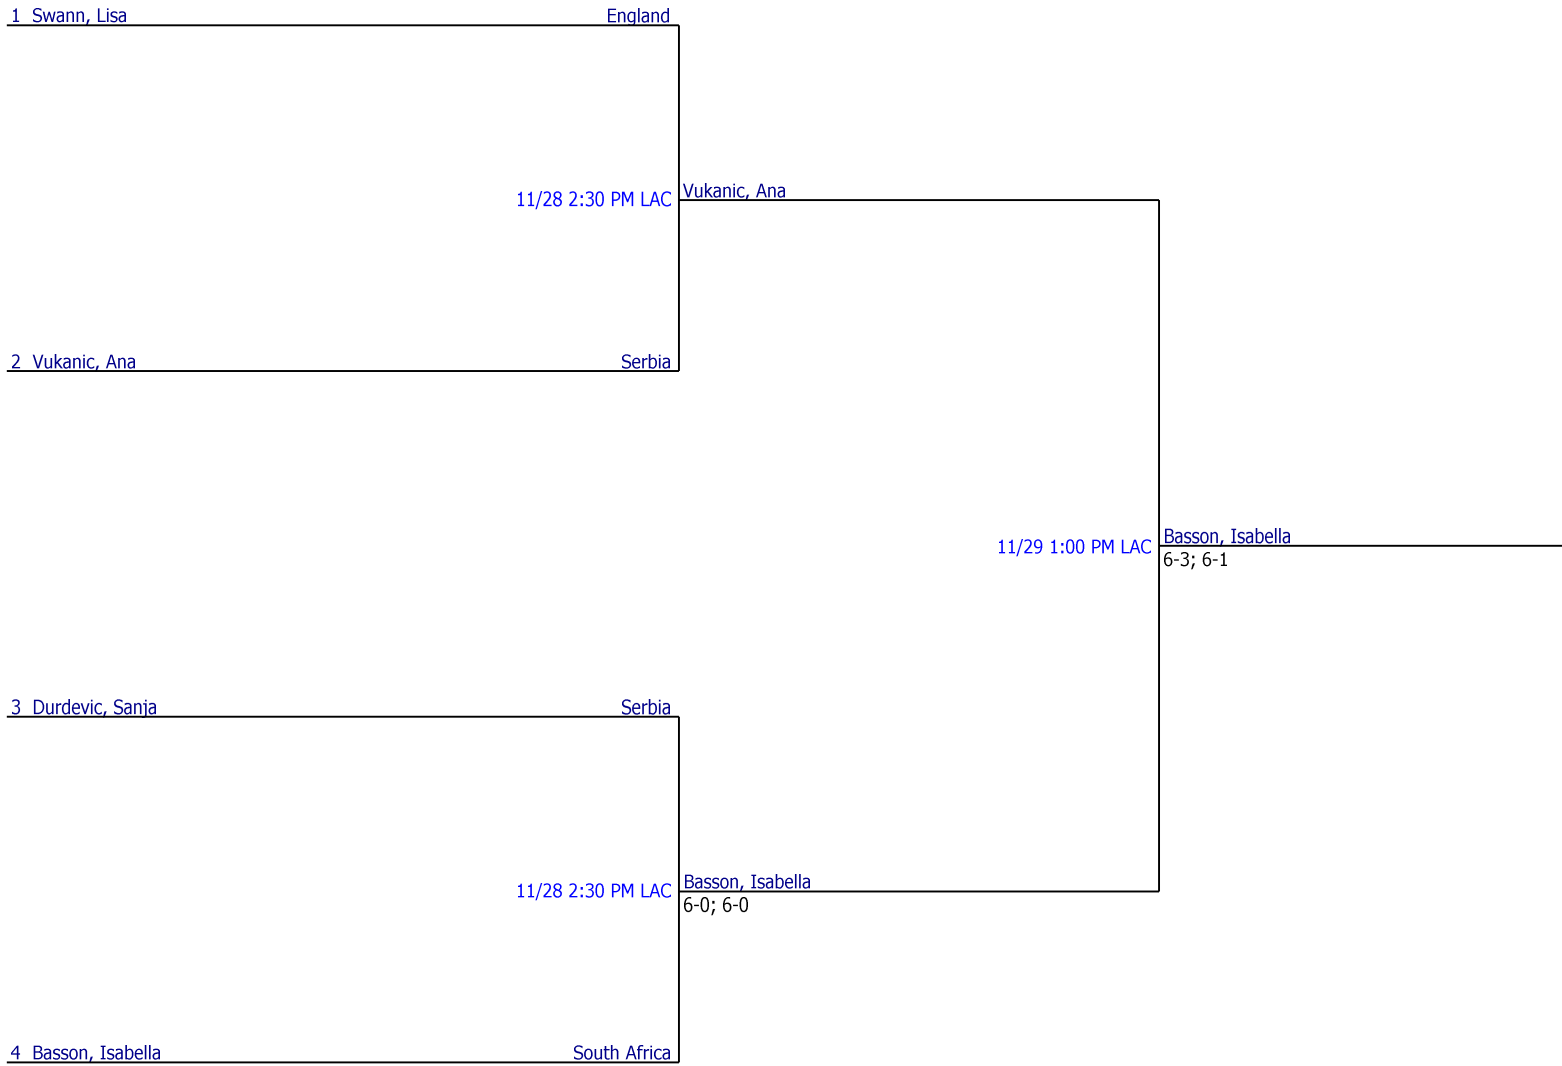 1 Swann, Lisa England
11/28 2:30 PM LAC Vukanic, Ana
2 Vukanic, Ana Serbia
11/29 1:00 PM LAC Basson, Isabella
6-3; 6-1
3 Durdevic, Sanja Serbia
11/28 2:30 PM LAC Basson, Isabella
6-0; 6-0
4 Basson, Isabella South Africa